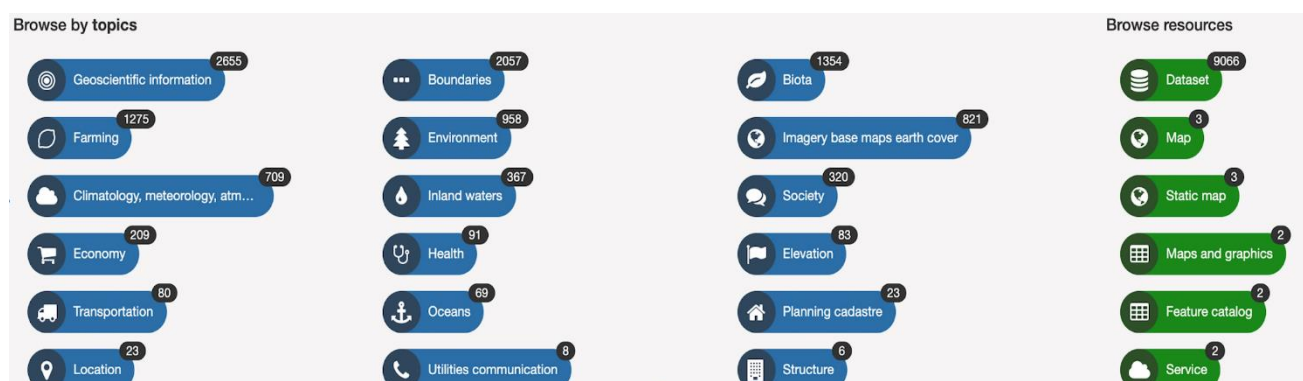 Browse by topics
Browse resources
2655
Geoscientific information
2057
Boundaries
1354
Biota
9066
Dataset
1275
Farming
958
Environment
821
Imagery base maps earth cover
3
Map
709
Climatology, meteorology, atm...
367
Inland waters
320
Society
3
Static map
209
Economy
91
Health
83
Elevation
2
Maps and graphics
80
Transportation
69
Oceans
23
Planning cadastre
2
Feature catalog
23
Location
8
Utilities communication
6
Structure
2
Service